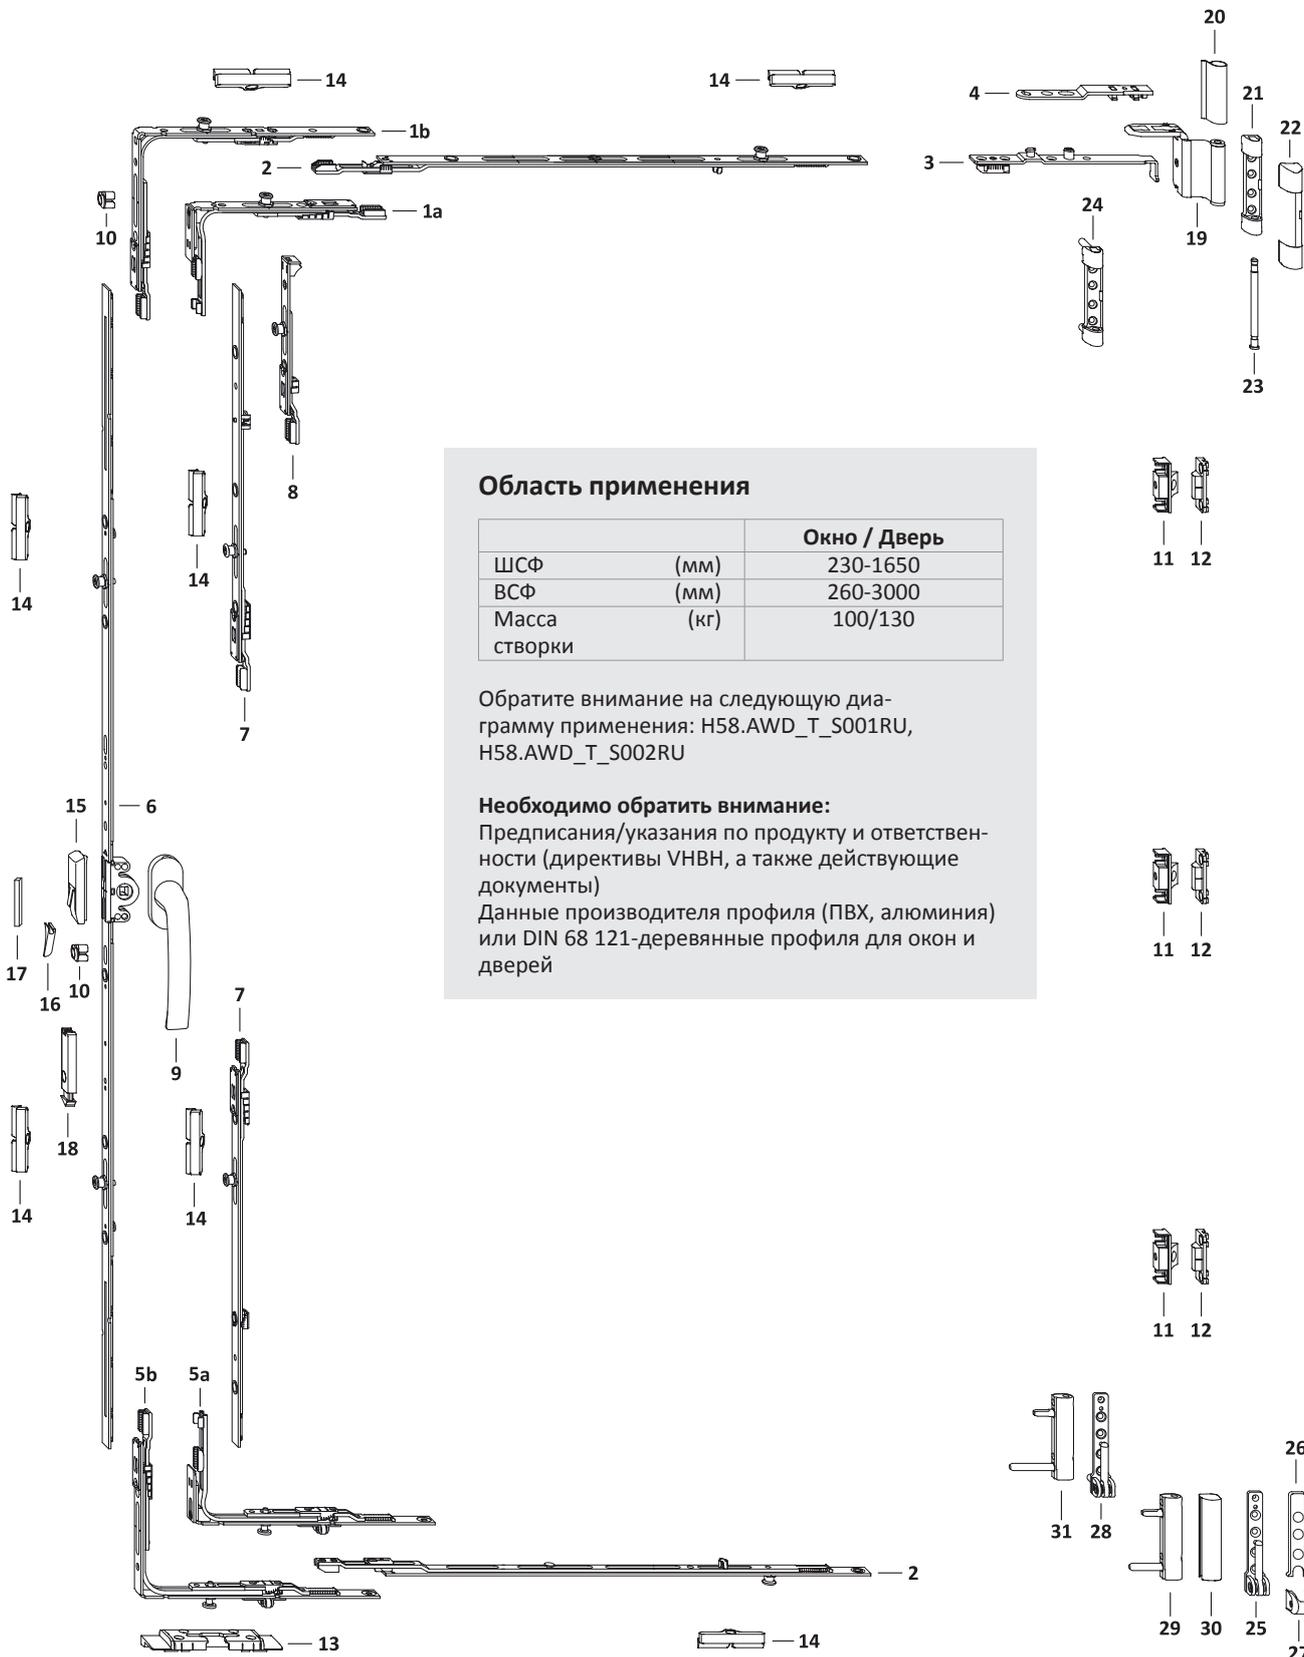 20
14
14
4
21
1b
22
2
3
24
1a
10
19
23
8
14
14
11
12
7
Область применения
Окно / Дверь
ШСФ (мм) 230-1650
ВСФ (мм) 260-3000
Масса (кг) 100/130
створки
Обратите внимание на следующую диа-
грамму применения: H58.AWD_T_S001RU,
H58.AWD_T_S002RU
Необходимо обратить внимание:
Предписания/указания по продукту и ответствен-
ности (директивы VHBH, а также действующие
документы)
Данные производителя профиля (ПВХ, алюминия)
или DIN 68 121-деревянные профиля для окон и
дверей
15
6
11
12
17
16
10
7
9
18
14
14
11
12
5b
5a
26
31
28
2
29
30
25
13
14
27